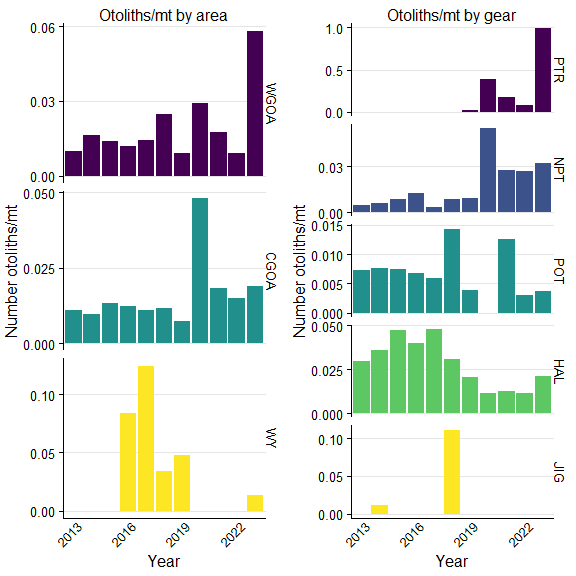 Otoliths/mt by area
Number otoliths/mt
0.06
0.03
0.00
WGOA
0.050
0.025
0.000
CGOA
0.10
0.05
0.00
WY
2013
2016
2019
2022
Year
Otoliths/mt by gear
Number otoliths/mt
1.0
0.5
0.0
PTR
0.03
0.00
NPT
0.015
0.010
0.005
0.000
POT
0.050
0.025
0.000
HAL
0.10
0.05
0.00
JIG
2013
2016
2019
2022
Year